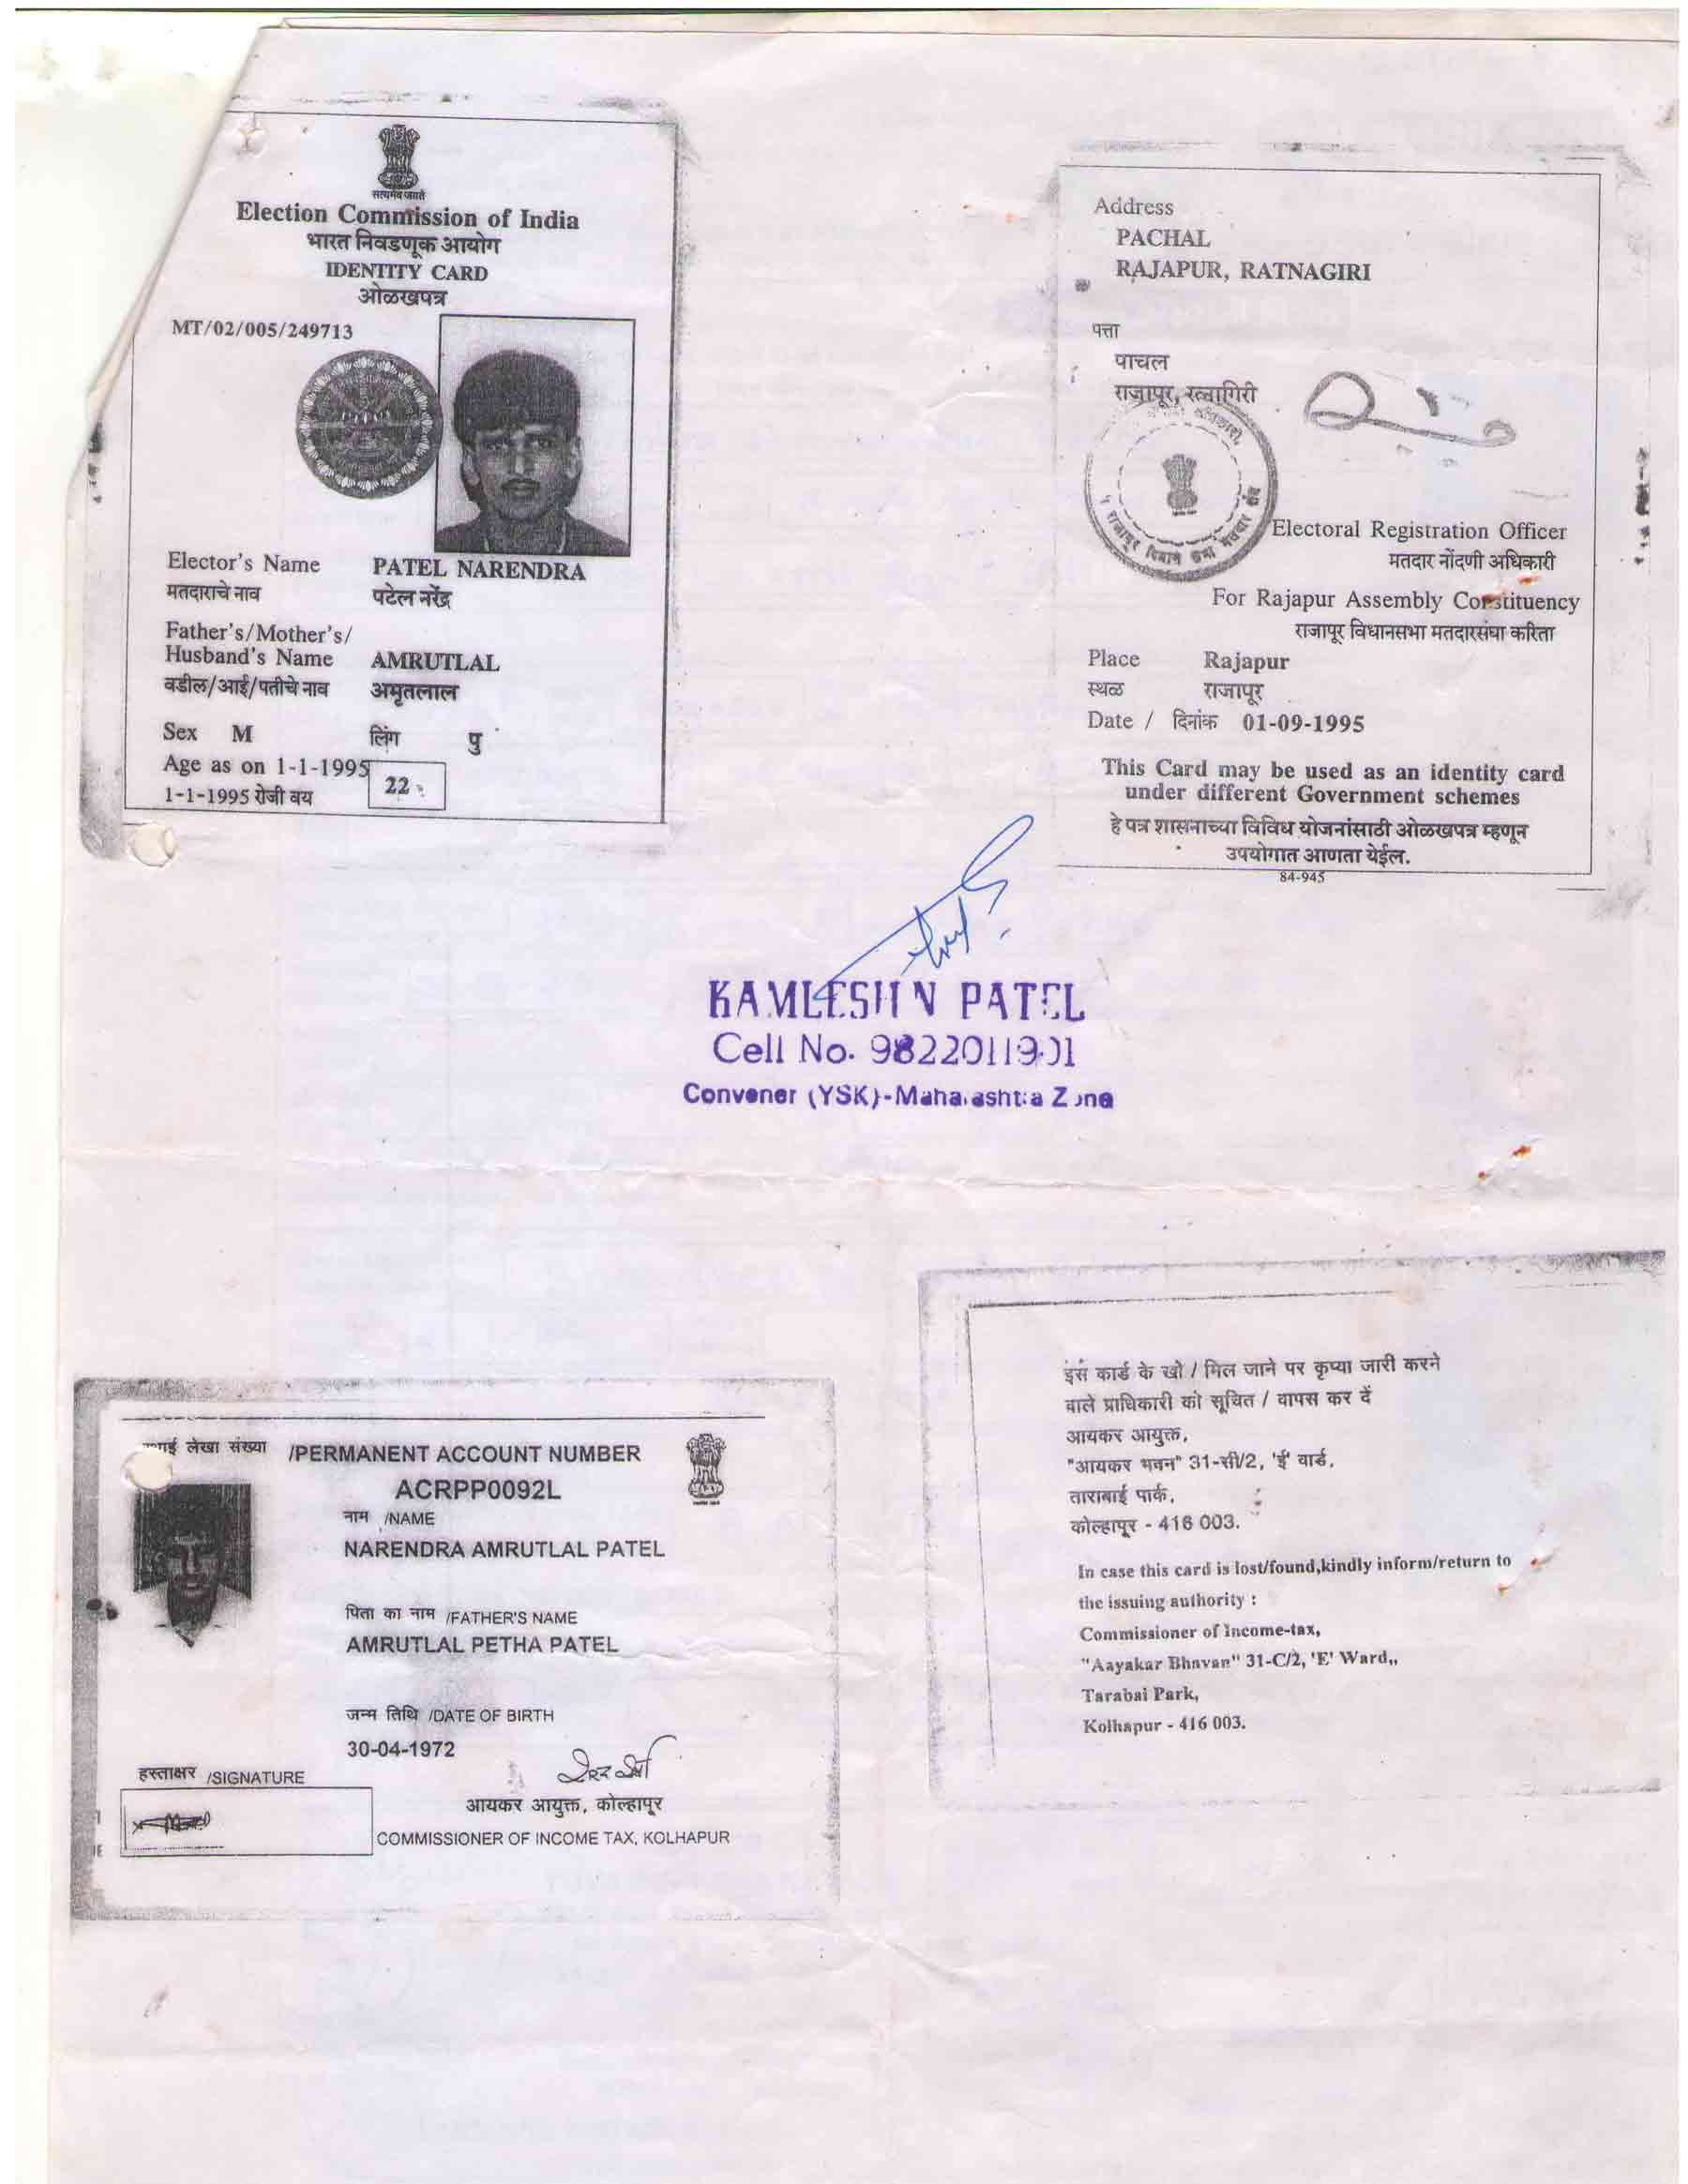 सत्यमेव जयते
Election Commission of India
भारत निवडणूक आयोग
IDENTITY CARD
ओळखपत्र
MT/02/005/249713
Elector's Name PATEL NARENDRA
मतदाराचे नाव पटेल नरेंद्र
Father's/Mother's/
Husband's Name AMRUTLAL
वडील/आई/पतीचे नाव अमृतलाल
Sex M लिंग पु
Age as on 1-1-1995
1-1-1995 रोजी वय 22
Address
PACHAL
RAJAPUR, RATNAGIRI
पत्ता
पाचल
राजापूर, रत्नागिरी
Electoral Registration Officer
मतदार नोंदणी अधिकारी
For Rajapur Assembly Constituency
राजापूर विधानसभा मतदारसंघा करिता
Place Rajapur
स्थळ राजापूर
Date / दिनांक 01-09-1995
This Card may be used as an identity card
under different Government schemes
हे पत्र शासनाच्या विविध योजनांसाठी ओळखपत्र म्हणून
उपयोगात आणता येईल.
84-945
KAMLESH N PATEL
Cell No. 9822011901
Convener (YSK)-Maharashtra Zone
लेखा संख्या /PERMANENT ACCOUNT NUMBER
ACRPP0092L
नाम /NAME
NARENDRA AMRUTLAL PATEL
पिता का नाम /FATHER'S NAME
AMRUTLAL PETHA PATEL
जन्म तिथि /DATE OF BIRTH
30-04-1972
हस्ताक्षर /SIGNATURE
आयकर आयुक्त, कोल्हापूर
COMMISSIONER OF INCOME TAX, KOLHAPUR
इस कार्ड के खो / मिल जाने पर कृप्या जारी करने
वाले प्राधिकारी को सूचित / वापस कर दें
आयकर आयुक्त,
"आयकर भवन" 31-सी/2, 'ई' वार्ड,
ताराबाई पार्क,
कोल्हापूर - 416 003.
In case this card is lost/found,kindly inform/return to
the issuing authority :
Commissioner of Income-tax,
"Aayakar Bhavan" 31-C/2, 'E' Ward,,
Tarabai Park,
Kolhapur - 416 003.